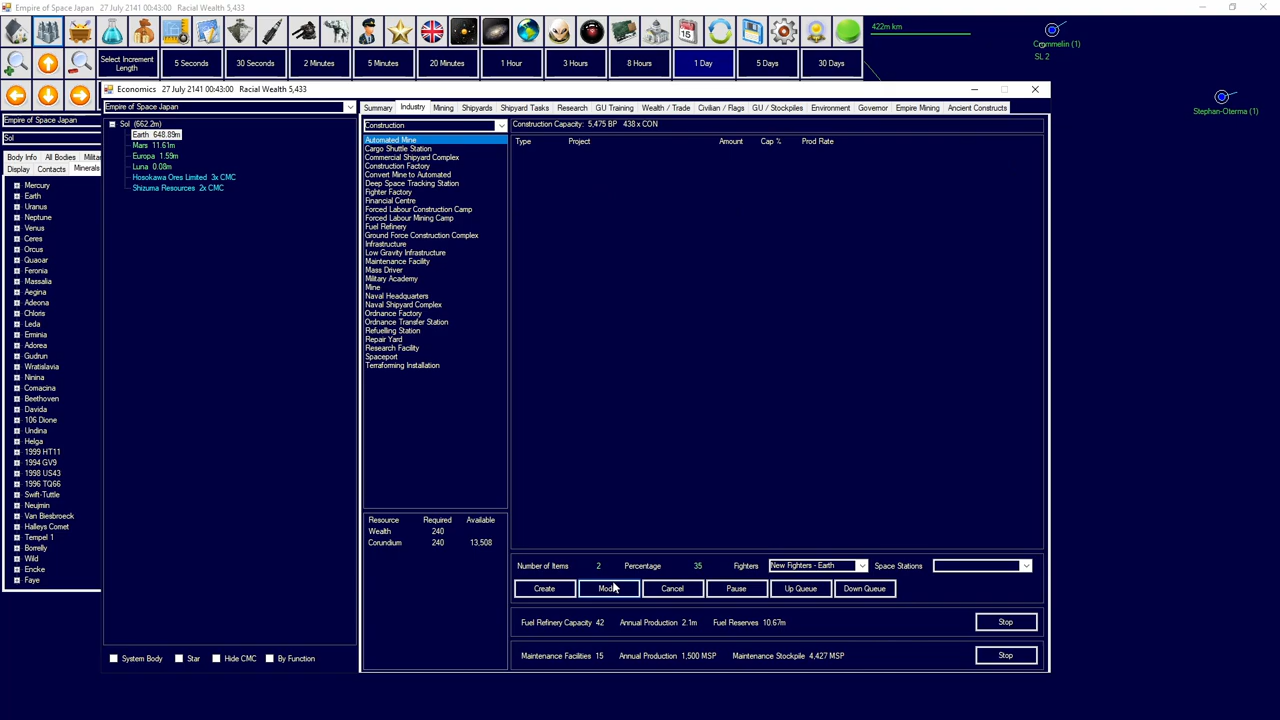 Empire of Space Japan 27 July 2141 00:43:00 Racial Wealth 5,433
422m km
Commelin (1)
SL 2
Stephan-Oterma (1)
Select Increment Length
5 Seconds
30 Seconds
2 Minutes
5 Minutes
20 Minutes
1 Hour
3 Hours
8 Hours
1 Day
5 Days
30 Days
Empire of Space Japan
Sol
Body Info All Bodies
Display Contacts Minerals
Mercury
Earth
Uranus
Neptune
Venus
Ceres
Orcus
Quaoar
Feronia
Massalia
Aegina
Adeona
Chloris
Leda
Erminia
Adorea
Gudrun
Wratislavia
Ninina
Comacina
Beethoven
Davida
106 Dione
Undina
Helga
1999 HT11
1994 GV9
1998 US43
1996 TQ66
Swift-Tuttle
Neujmin
Van Biesbroeck
Halleys Comet
Tempel 1
Borrelly
Wild
Encke
Faye
Economics 27 July 2141 00:43:00 Racial Wealth 5,433
Empire of Space Japan
Sol (662.2m)
Earth 648.89m
Mars 11.61m
Europa 1.59m
Luna 0.08m
Hosokawa Ores Limited 3x CMC
Shizuma Resources 2x CMC
System Body Star Hide CMC By Function
Summary Industry Mining Shipyards Shipyard Tasks Research GU Training Wealth / Trade Civilian / Flags GU / Stockpiles Environment Governor Empire Mining Ancient Constructs
Construction
Automated Mine
Cargo Shuttle Station
Commercial Shipyard Complex
Construction Factory
Convert Mine to Automated
Deep Space Tracking Station
Fighter Factory
Financial Centre
Forced Labour Construction Camp
Forced Labour Mining Camp
Fuel Refinery
Ground Force Construction Complex
Infrastructure
Low Gravity Infrastructure
Maintenance Facility
Mass Driver
Military Academy
Mine
Naval Headquarters
Naval Shipyard Complex
Ordnance Factory
Ordnance Transfer Station
Refuelling Station
Repair Yard
Research Facility
Spaceport
Terraforming Installation
Resource Required Available
Wealth 240
Corundium 240 13,508
Construction Capacity: 5,475 BP 438 x CON
Type Project Amount Cap % Prod Rate
Number of Items 2 Percentage 35 Fighters New Fighters - Earth Space Stations
Create Cancel Pause Up Queue Down Queue
Fuel Refinery Capacity 42 Annual Production 2.1m Fuel Reserves 10.67m Stop
Maintenance Facilities 15 Annual Production 1,500 MSP Maintenance Stockpile 4,427 MSP Stop